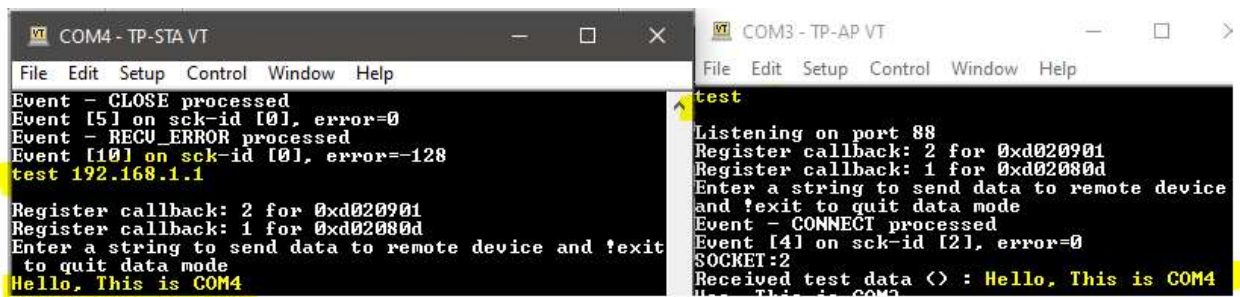 COM4 - TP-STA VT
File Edit Setup Control Window Help
Event - CLOSE processed
Event [5] on sck-id [0], error=0
Event - RECV_ERROR processed
Event [10] on sck-id [0], error=-128
test 192.168.1.1
Register callback: 2 for 0xd020901
Register callback: 1 for 0xd02080d
Enter a string to send data to remote device and !exit
to quit data mode
Hello, This is COM4
COM3 - TP-AP VT
File Edit Setup Control Window Help
test
Listening on port 88
Register callback: 2 for 0xd020901
Register callback: 1 for 0xd02080d
Enter a string to send data to remote device
and !exit to quit data mode
Event - CONNECT processed
Event [4] on sck-id [2], error=0
SOCKET:2
Received test data () : Hello, This is COM4